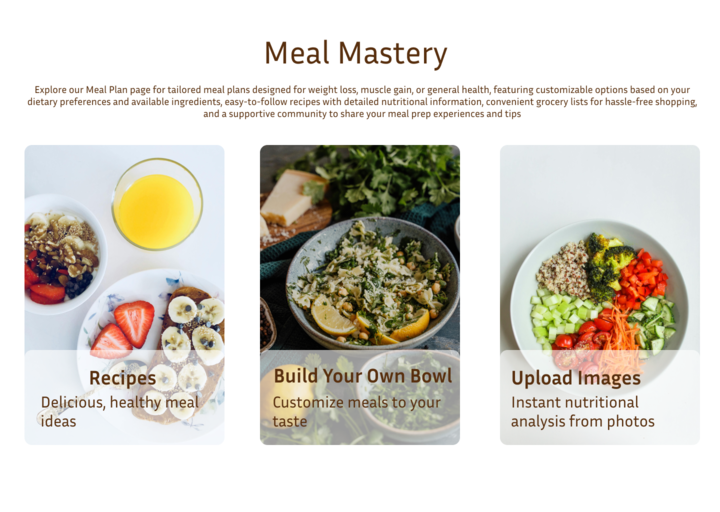 Meal Mastery
Explore our Meal Plan page for tailored meal plans designed for weight loss, muscle gain, or general health, featuring customizable options based on your
dietary preferences and available ingredients, easy-to-follow recipes with detailed nutritional information, convenient grocery lists for hassle-free shopping,
and a supportive community to share your meal prep experiences and tips
Recipes
Delicious, healthy meal
ideas
Build Your Own Bowl
Customize meals to your
taste
Upload Images
Instant nutritional
analysis from photos